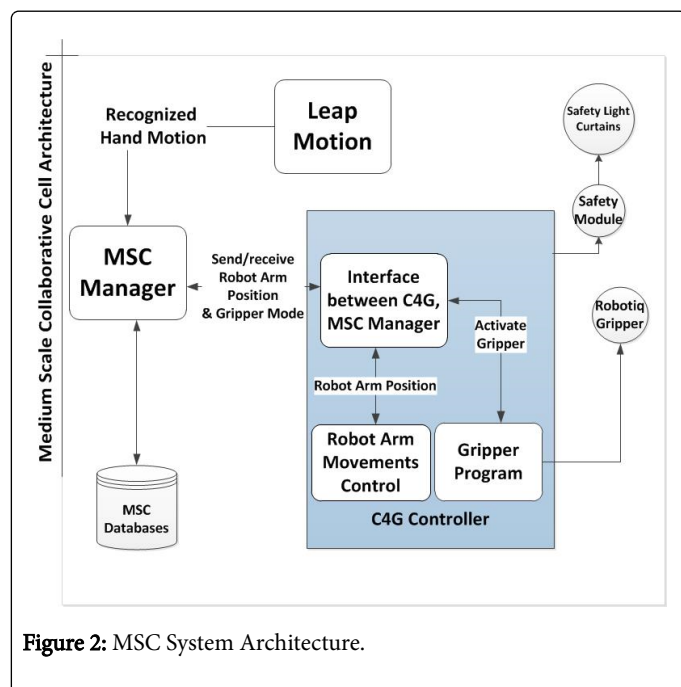 Medium Scale Collaborative Cell Architecture
Recognized
Hand Motion
Leap
Motion
Safety Light
Curtains
Safety
Module
MSC
Manager
Send/receive
Robot Arm
Position
& Gripper Mode
Interface
between C4G,
MSC Manager
Activate
Gripper
Robotiq
Gripper
Robot Arm Position
Robot Arm
Movements
Control
Gripper
Program
C4G Controller
MSC
Databases
Figure 2: MSC System Architecture.